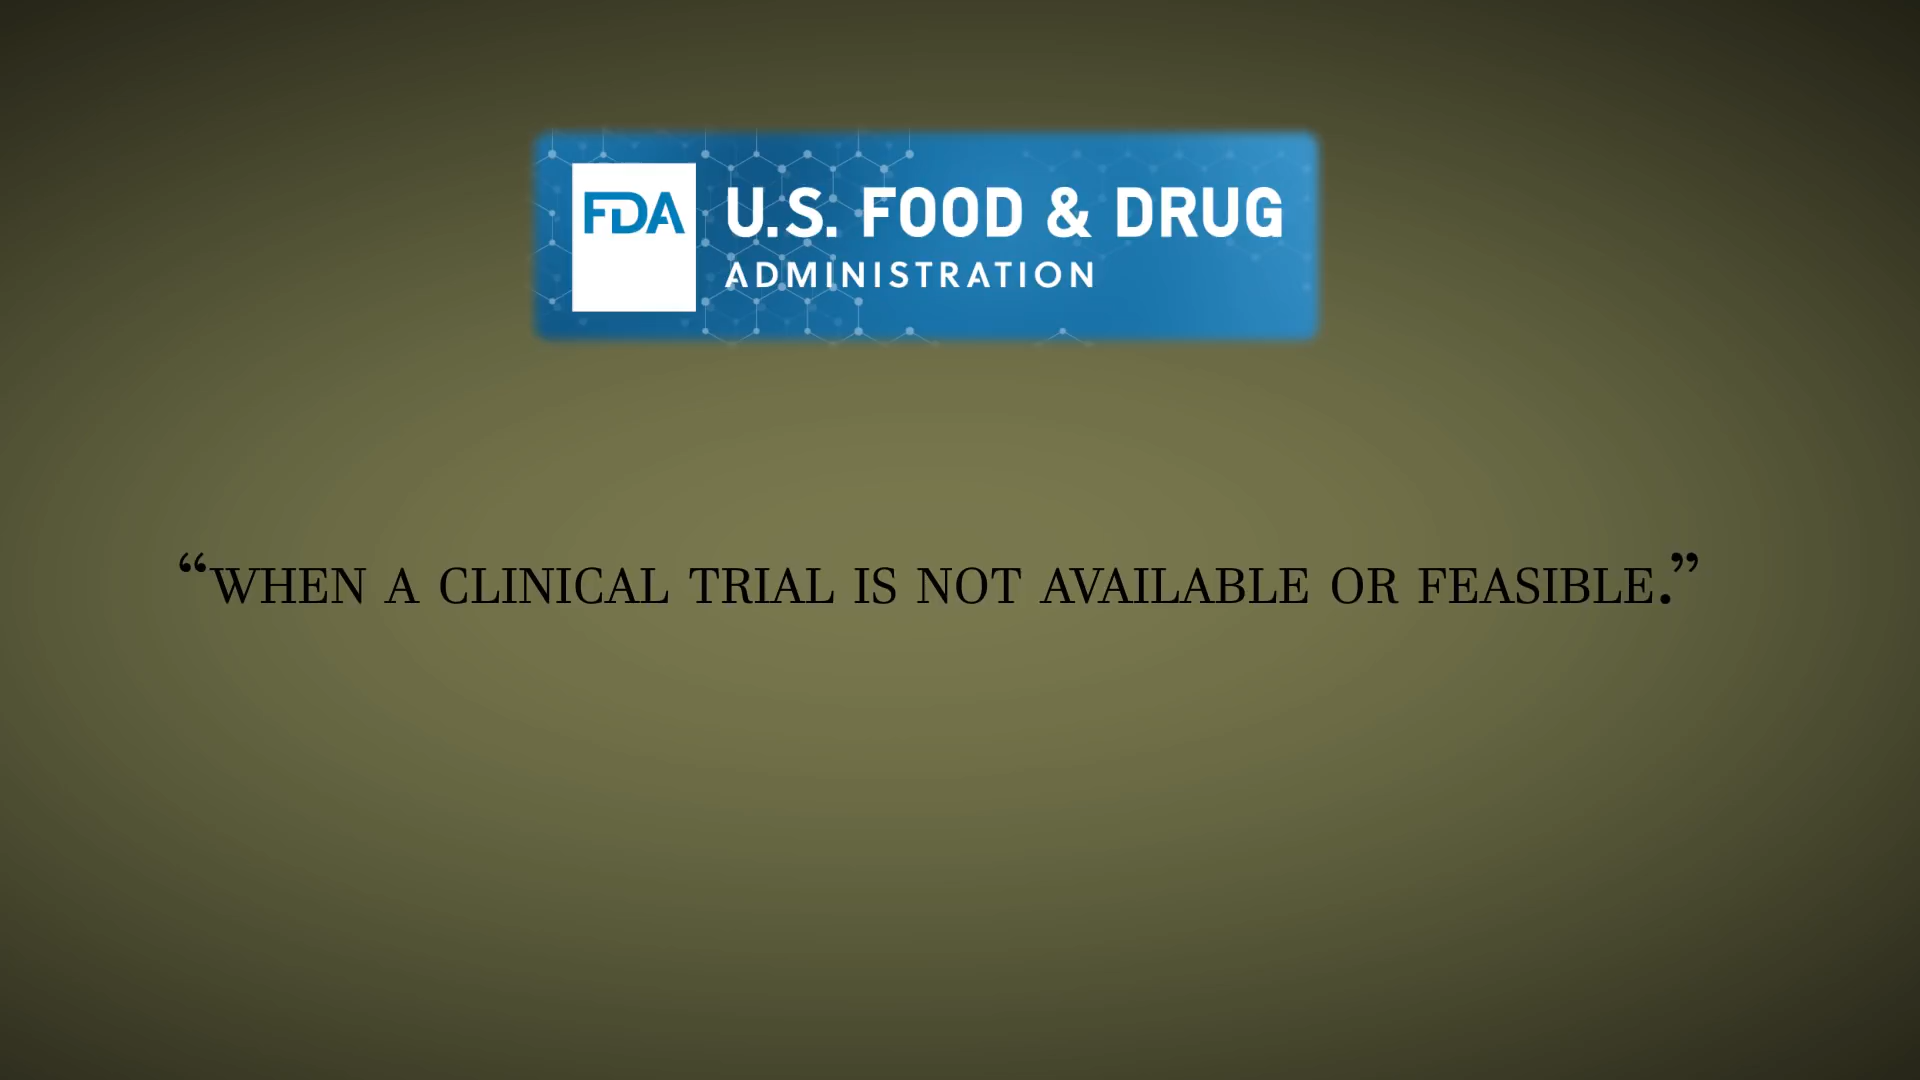 FDA
U.S. FOOD & DRUG
ADMINISTRATION
“WHEN A CLINICAL TRIAL IS NOT AVAILABLE OR FEASIBLE.”